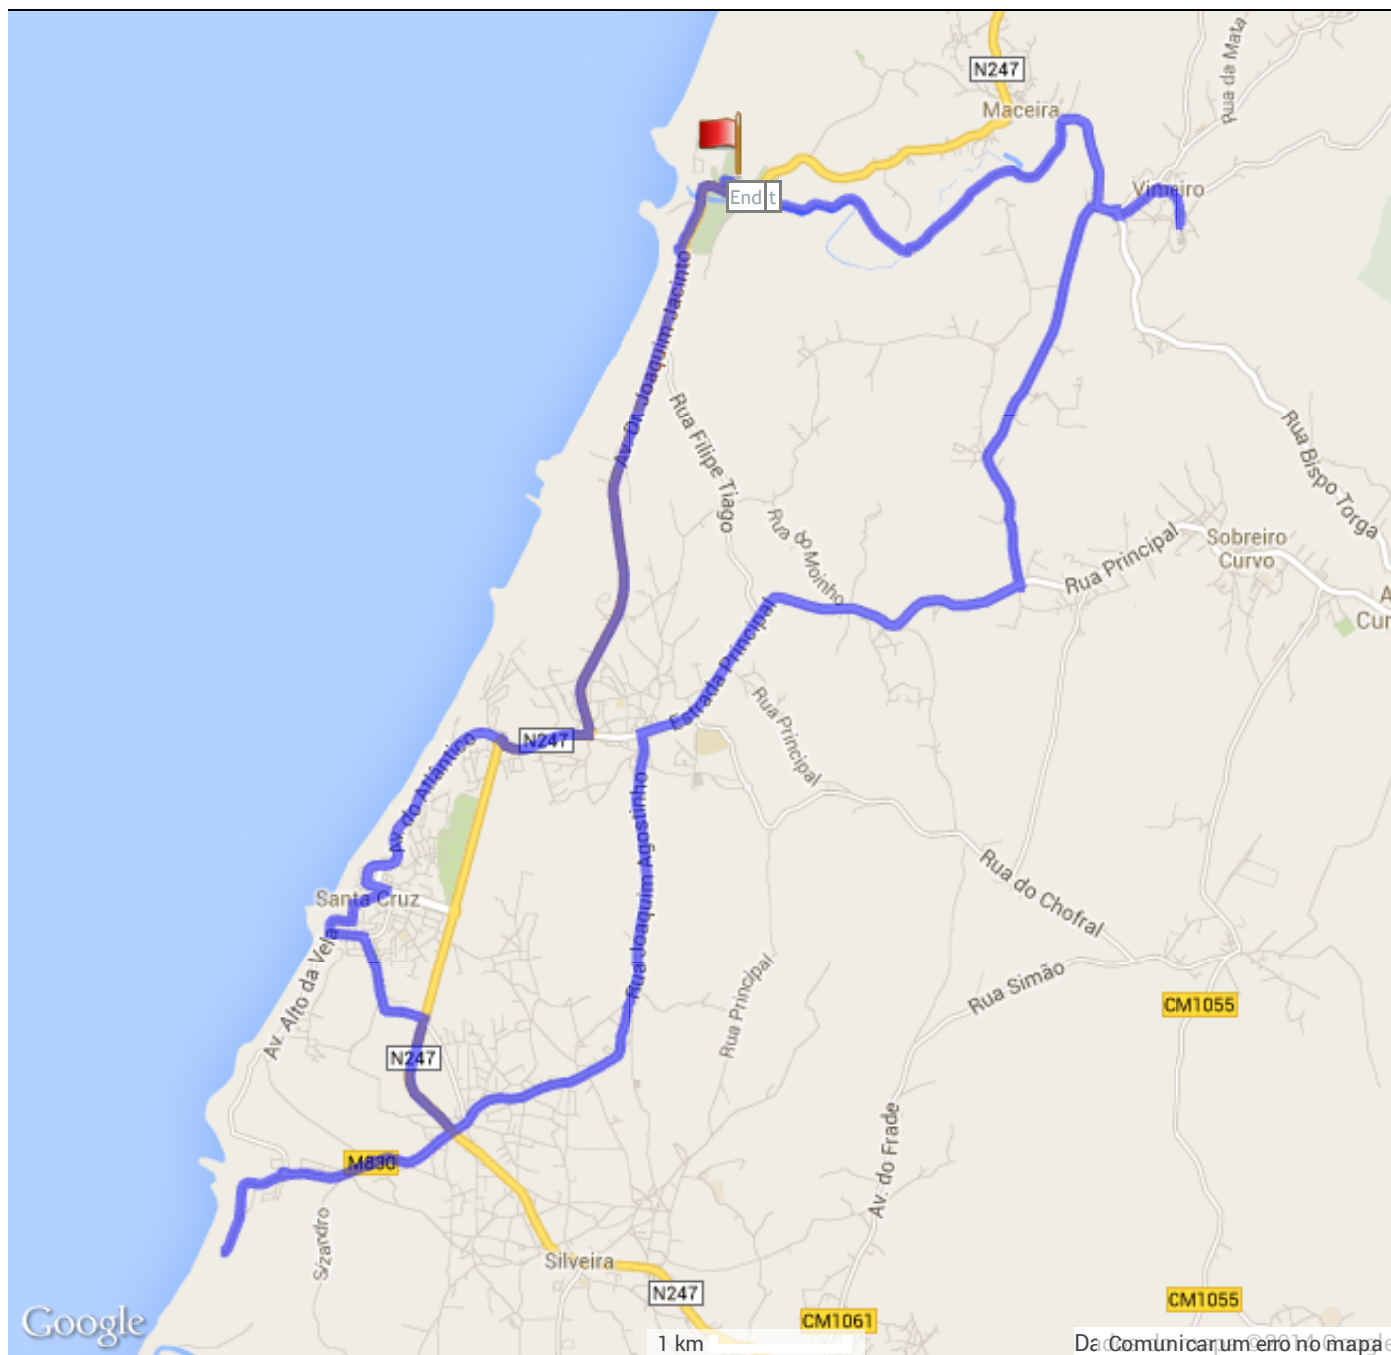 N247
Maceira
Rua da Mata
Vimeiro
End t
Av. Dr. Joaquim Jacinto
Rua Filipe Tiago
Rua do Moinho
Rua Bispo Torga
Sobreiro
Curvo
Rua Principal
A
Cur
Estrada Principal
Rua Principal
N247
Av. do Atlântico
Rua Joaquim Agostinho
Rua do Chofral
Santa Cruz
Av. Alto da Vela
Rua Principal
Rua Simão
CM1055
N247
Av. do Frade
M830
Sizandro
Silveira
N247
CM1055
CM1061
Google
1 km
Comunicar um erro no mapa